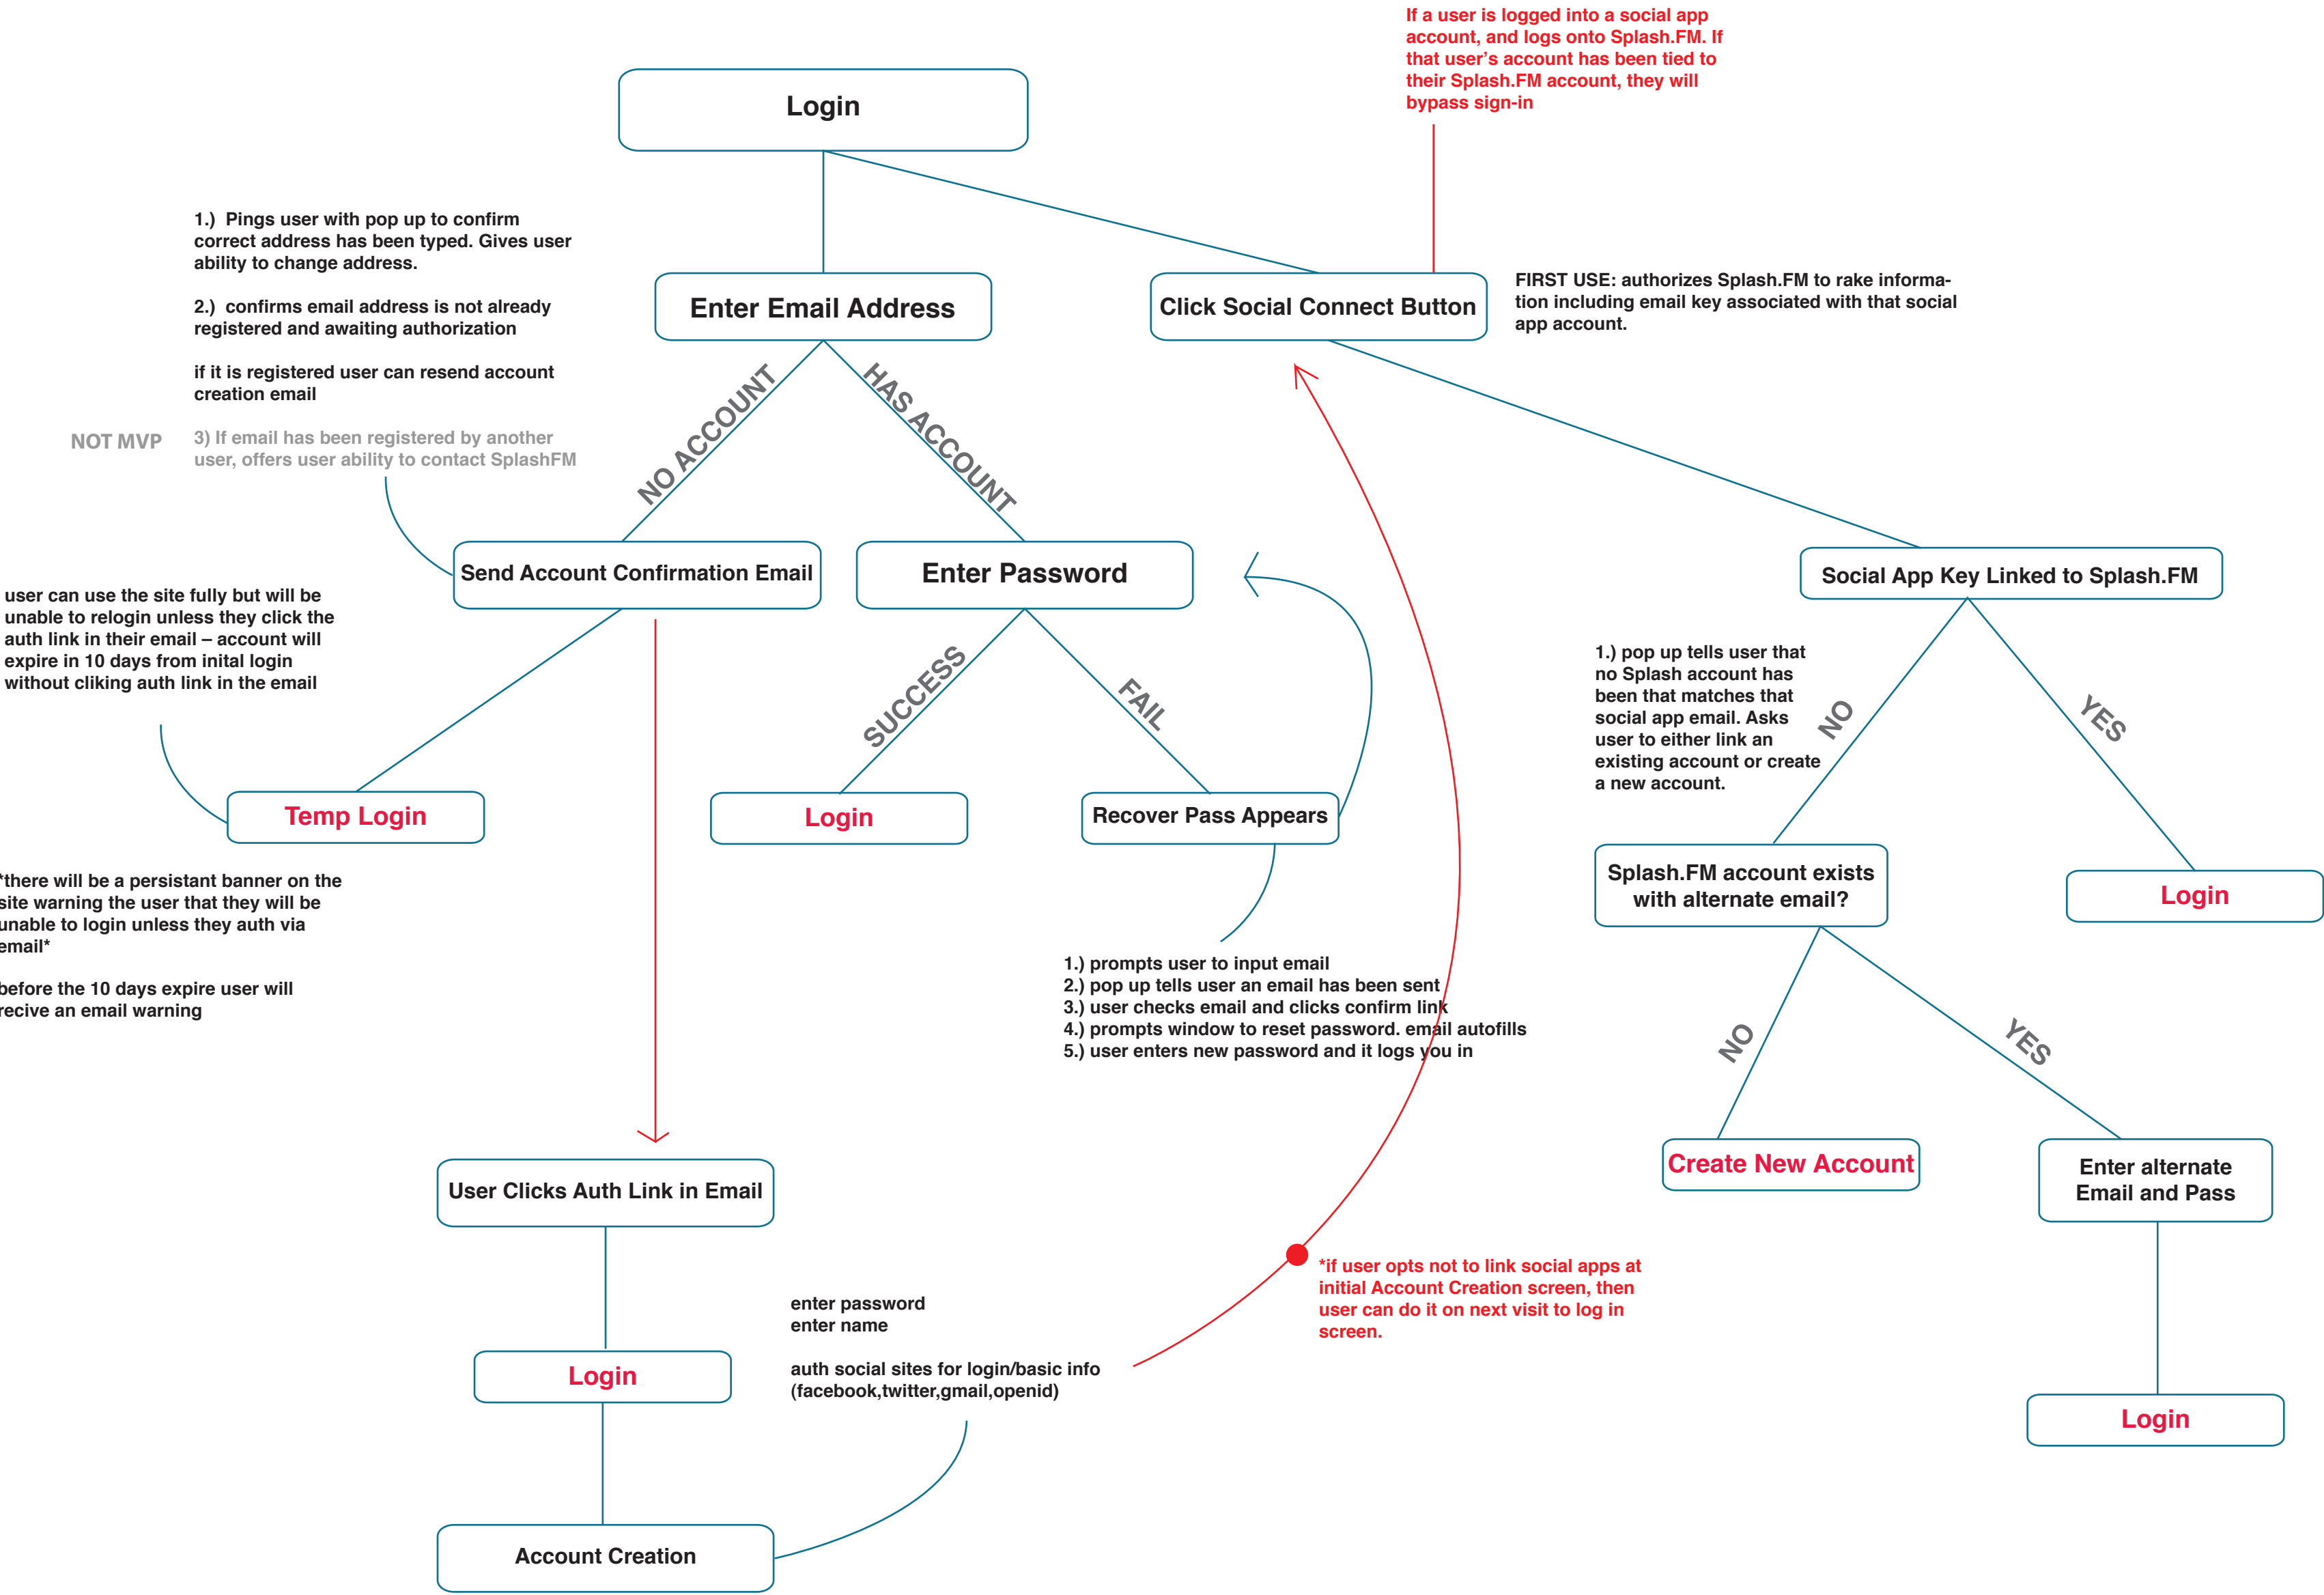 If a user is logged into a social app
account, and logs onto Splash.FM. If
that user's account has been tied to
their Splash.FM account, they will
bypass sign-in
Login
1.) Pings user with pop up to confirm
correct address has been typed. Gives user
ability to change address.
2.) confirms email address is not already
registered and awaiting authorization
if it is registered user can resend account
creation email
NOT MVP
3) If email has been registered by another
user, offers user ability to contact SplashFM
Enter Email Address
Click Social Connect Button
FIRST USE: authorizes Splash.FM to rake informa-
tion including email key associated with that social
app account.
NO ACCOUNT
HAS ACCOUNT
Send Account Confirmation Email
Enter Password
Social App Key Linked to Splash.FM
user can use the site fully but will be
unable to relogin unless they click the
auth link in their email – account will
expire in 10 days from inital login
without cliking auth link in the email
SUCCESS
FAIL
1.) pop up tells user that
no Splash account has
been that matches that
social app email. Asks
user to either link an
existing account or create
a new account.
NO
YES
Temp Login
Login
Recover Pass Appears
Splash.FM account exists
with alternate email?
Login
*there will be a persistant banner on the
site warning the user that they will be
unable to login unless they auth via
email*
before the 10 days expire user will
recive an email warning
1.) prompts user to input email
2.) pop up tells user an email has been sent
3.) user checks email and clicks confirm link
4.) prompts window to reset password. email autofills
5.) user enters new password and it logs you in
NO
YES
User Clicks Auth Link in Email
Create New Account
Enter alternate
Email and Pass
*if user opts not to link social apps at
initial Account Creation screen, then
user can do it on next visit to log in
screen.
enter password
enter name
auth social sites for login/basic info
(facebook,twitter,gmail,openid)
Login
Login
Account Creation